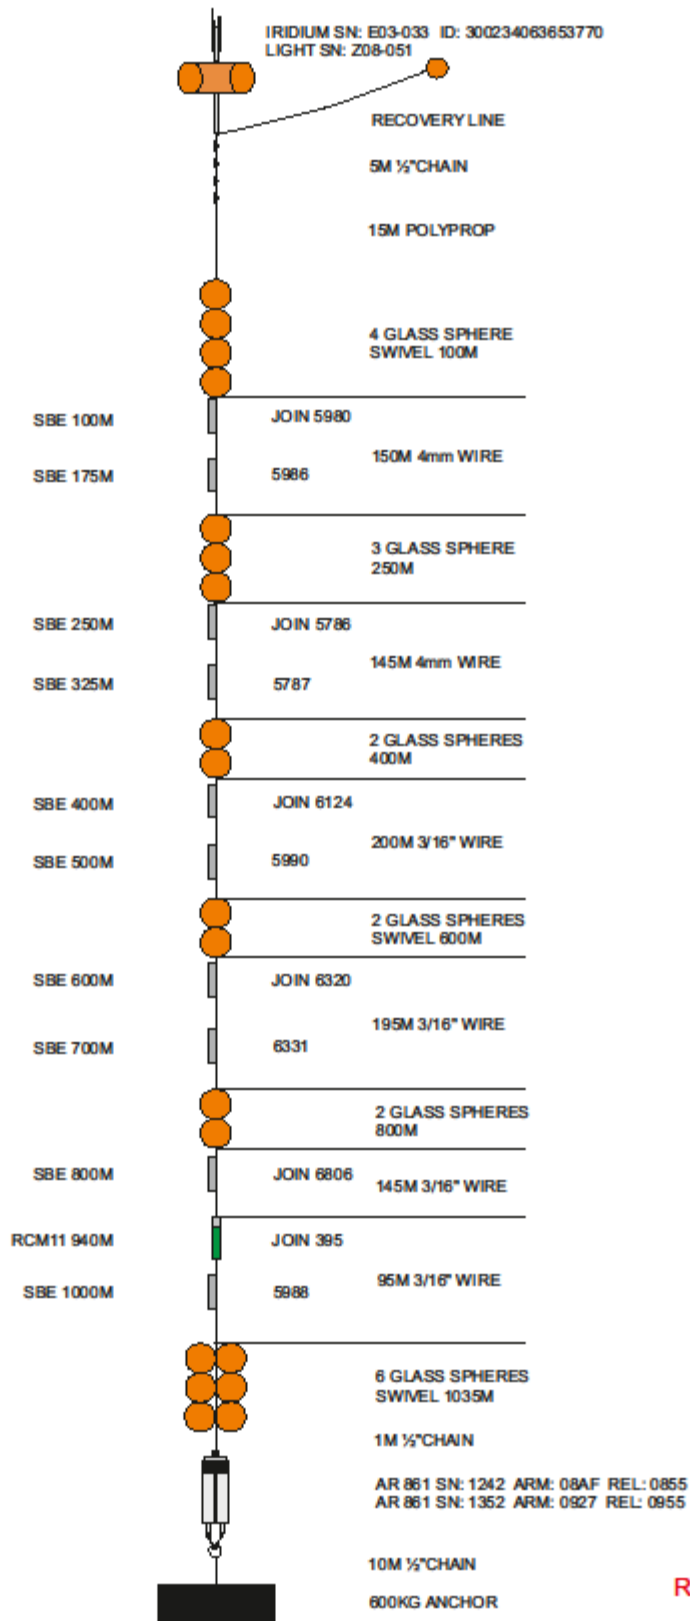 IRIDIUM SN: E03-033 ID: 300234063653770
LIGHT SN: Z08-051
RECOVERY LINE
5M ½"CHAIN
15M POLYPROP
4 GLASS SPHERE
SWIVEL 100M
SBE 100M
JOIN 5980
150M 4mm WIRE
SBE 175M
5986
3 GLASS SPHERE
250M
SBE 250M
JOIN 5786
145M 4mm WIRE
SBE 325M
5787
2 GLASS SPHERES
400M
SBE 400M
JOIN 6124
200M 3/16" WIRE
SBE 500M
5990
2 GLASS SPHERES
SWIVEL 600M
SBE 600M
JOIN 6320
195M 3/16" WIRE
SBE 700M
6331
2 GLASS SPHERES
800M
SBE 800M
JOIN 6806
145M 3/16" WIRE
RCM11 940M
JOIN 395
95M 3/16" WIRE
SBE 1000M
5988
6 GLASS SPHERES
SWIVEL 1035M
1M ½"CHAIN
AR 861 SN: 1242 ARM: 08AF REL: 0855
AR 861 SN: 1352 ARM: 0927 REL: 0955
10M ½"CHAIN
R
600KG ANCHOR